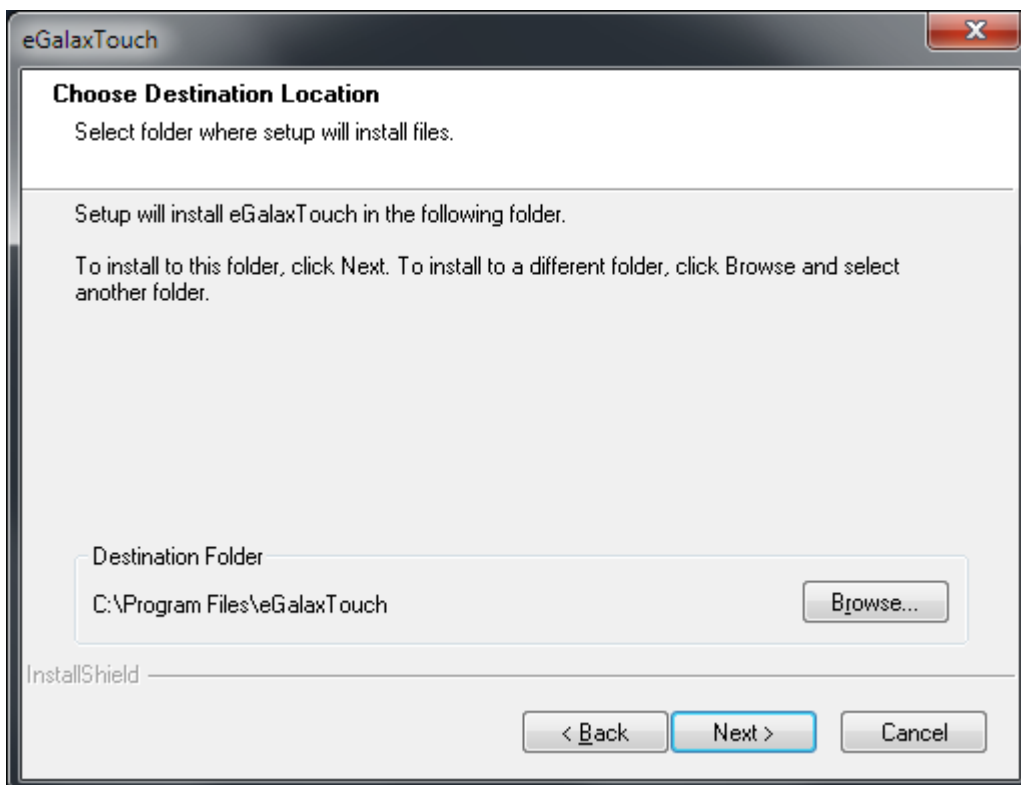 eGalaxTouch
Choose Destination Location
Select folder where setup will install files.
Setup will install eGalaxTouch in the following folder.
To install to this folder, click Next. To install to a different folder, click Browse and select
another folder.
Destination Folder
C:\Program Files\eGalaxTouch
Browse...
InstallShield
< Back
Next >
Cancel